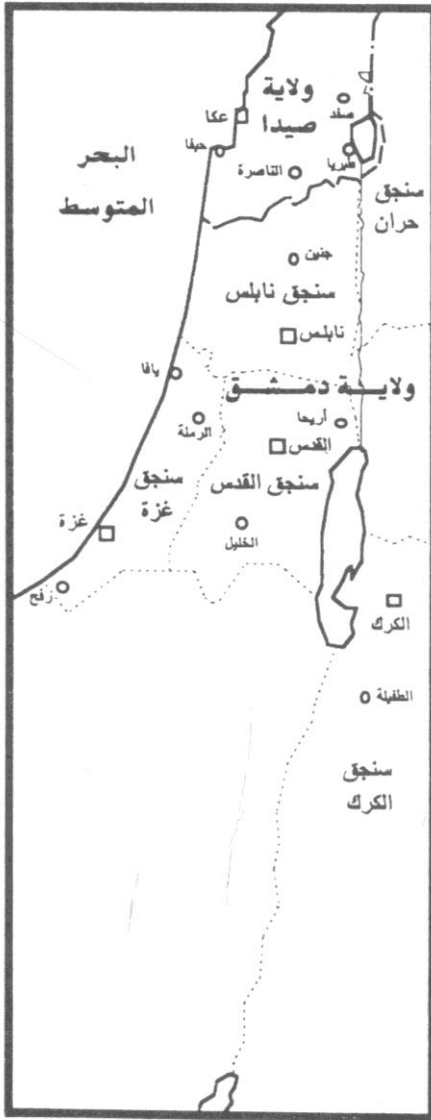 ولاية
صيدا
صفد
عكا
حيفا
طبريا
الناصرة
البحر
المتوسط
سنجق
حران
جنين
سنجق نابلس
نابلس
يافا
ولاية دمشق
الرملة
أريحا
القدس
سنجق القدس
سنجق
غزة
غزة
الخليل
رفح
الكرك
الطفيلة
سنجق
الكرك